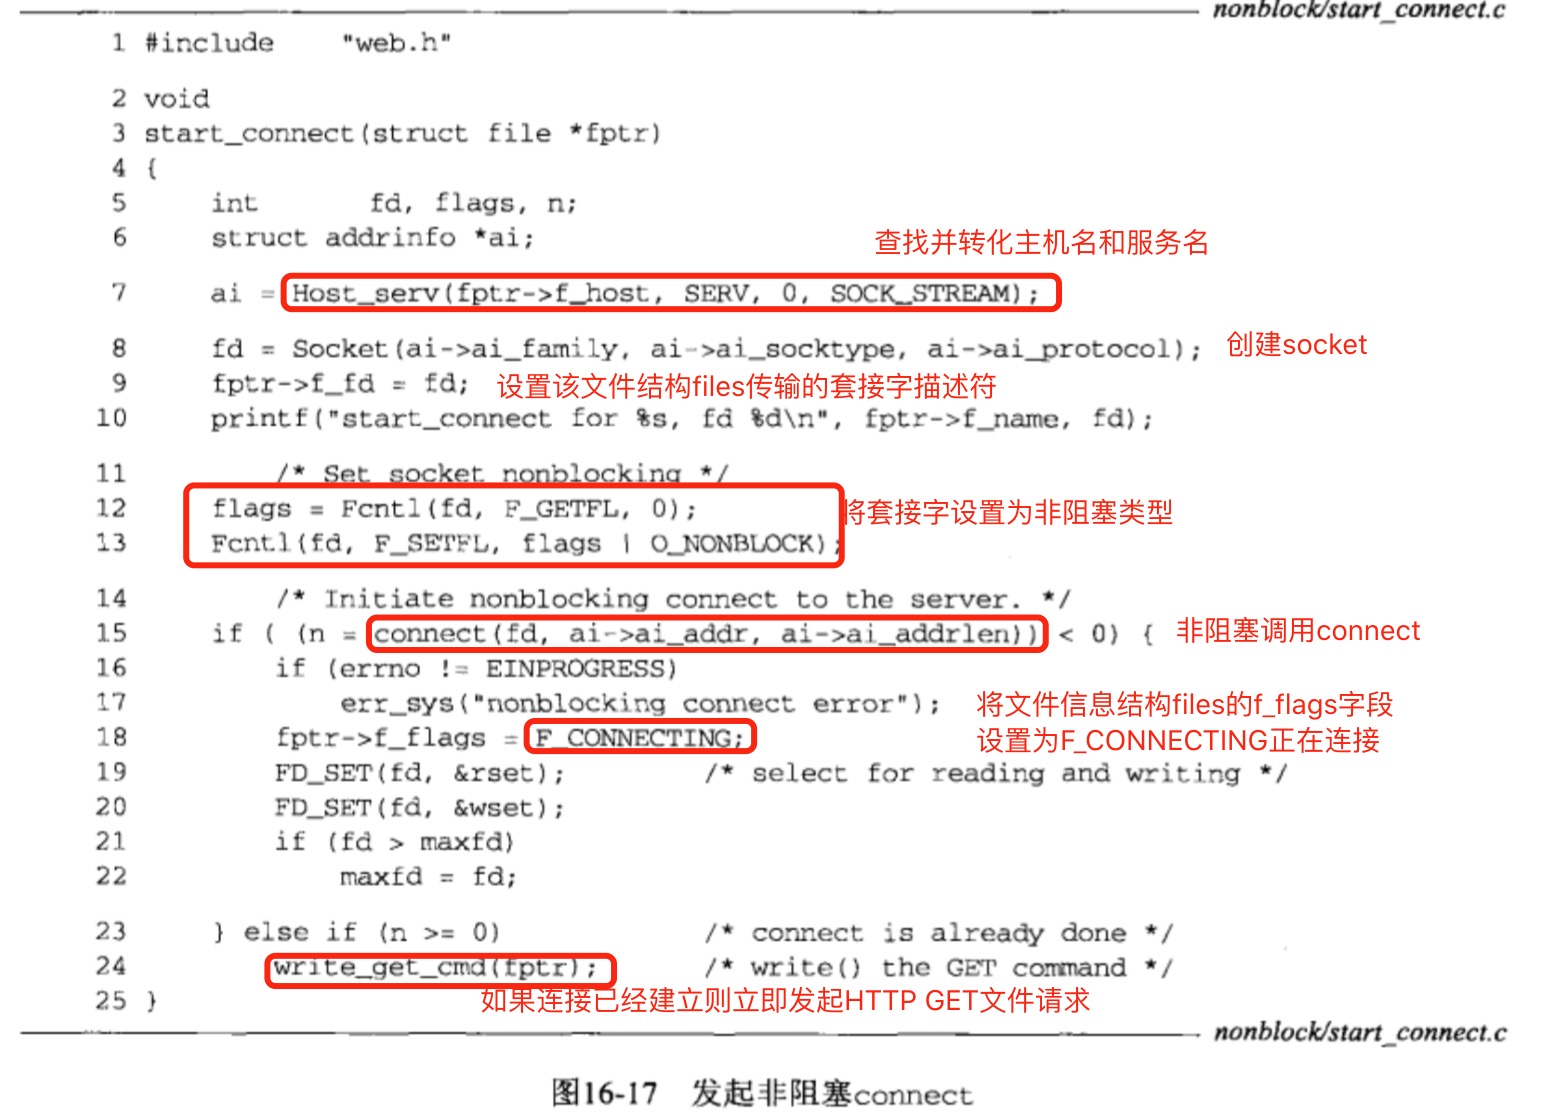 nonblock/start_connect.c
1 #include    "web.h"
2 void
3 start_connect(struct file *fptr)
4 {
5     int       fd, flags, n;
6     struct addrinfo *ai;
查找并转化主机名和服务名
7     ai = Host_serv(fptr->f_host, SERV, 0, SOCK_STREAM);
8     fd = Socket(ai->ai_family, ai->ai_socktype, ai->ai_protocol); 创建socket
9     fptr->f_fd = fd; 设置该文件结构files传输的套接字描述符
10     printf("start_connect for %s, fd %d\n", fptr->f_name, fd);
11         /* Set socket nonblocking */
12     flags = Fcntl(fd, F_GETFL, 0); 将套接字设置为非阻塞类型
13     Fcntl(fd, F_SETFL, flags | O_NONBLOCK);
14         /* Initiate nonblocking connect to the server. */
15     if ( (n = connect(fd, ai->ai_addr, ai->ai_addrlen)) < 0) { 非阻塞调用connect
16         if (errno != EINPROGRESS)
17             err_sys("nonblocking connect error"); 将文件信息结构files的f_flags字段
18         fptr->f_flags = F_CONNECTING; 设置为F_CONNECTING正在连接
19         FD_SET(fd, &rset);         /* select for reading and writing */
20         FD_SET(fd, &wset);
21         if (fd > maxfd)
22             maxfd = fd;
23     } else if (n >= 0)             /* connect is already done */
24         write_get_cmd(fptr);       /* write() the GET command */
25 } 如果连接已经建立则立即发起HTTP GET文件请求
nonblock/start_connect.c
图16-17 发起非阻塞connect